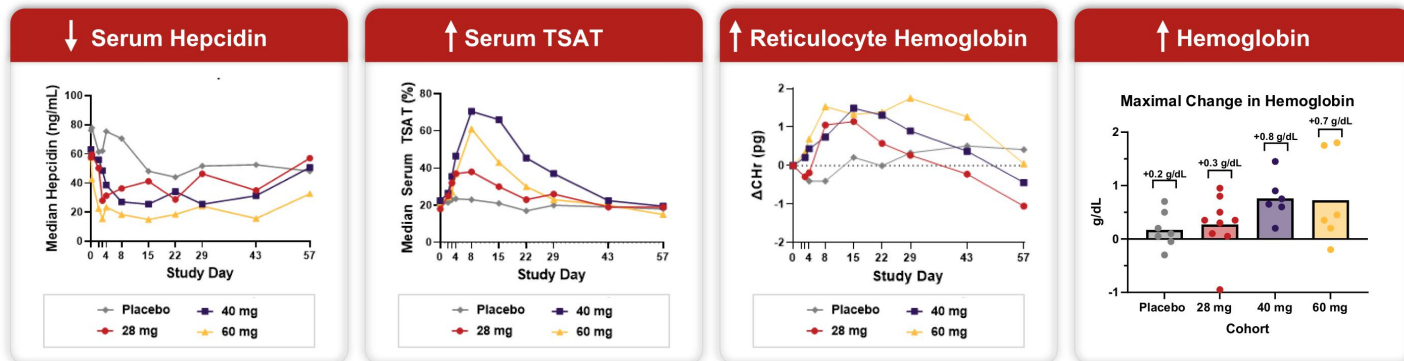 ↓ Serum Hepcidin
Median Hepcidin (ng/mL)
100
80
60
40
20
0
0 4 8 15 22 29 43 57
Study Day
Placebo 40 mg
28 mg 60 mg
↑ Serum TSAT
Median Serum TSA T (%)
80
60
40
20
0
0 4 8 15 22 29 43 57
Study Day
Placebo 40 mg
28 mg 60 mg
↑ Reticulocyte Hemoglobin
ΔCHr (pg)
2
1
0
-1
-2
0 4 8 15 22 29 43 57
Study Day
Placebo 40 mg
28 mg 60 mg
↑ Hemoglobin
Maximal Change in Hemoglobin
g/dL
2
1
0
-1
+0.2 g/dL
+0.3 g/dL
+0.8 g/dL
+0.7 g/dL
Placebo 28 mg 40 mg 60 mg
Cohort